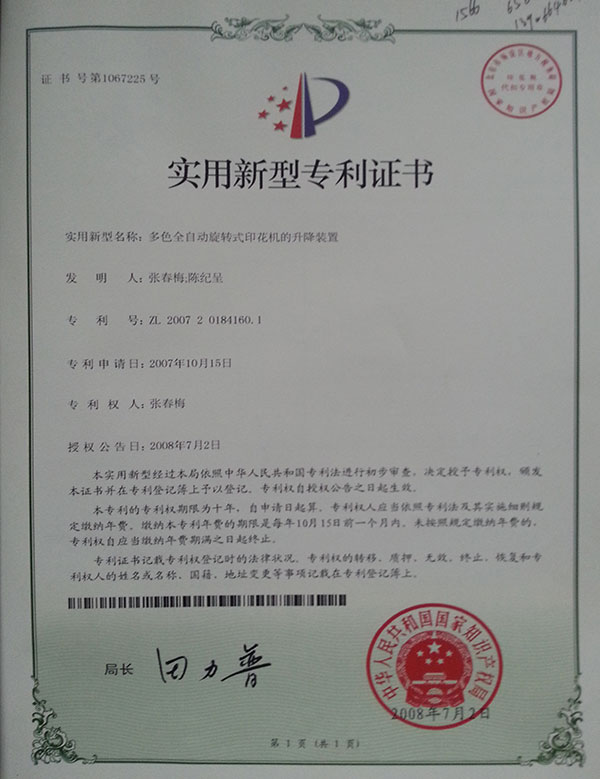 1566
证书号第1067225号
印花税
代扣专用章
国家知识产权局
实用新型专利证书
实用新型名称：多色全自动旋转式印花机的升降装置
发明人：张春梅;陈纪呈
专利号：ZL 2007 2 0184160.1
专利申请日：2007年10月15日
专利权人：张春梅
授权公告日：2008年7月2日
本实用新型经过本局依照中华人民共和国专利法进行初步审查，决定授予专利权，颁发
本证书并在专利登记簿上予以登记。专利权自授权公告之日起生效。
本专利的专利权期限为十年，自申请日起算。专利权人应当依照专利法及其实施细则规
定缴纳年费。缴纳本专利年费的期限是每年10月15日前一个月内。未按照规定缴纳年费的，
专利权自应当缴纳年费期满之日起终止。
专利证书记载专利权登记时的法律状况。专利权的转移、质押、无效、终止、恢复和专
利权人的姓名或名称、国籍、地址变更等事项记载在专利登记簿上。
局长 田力普
中华人民共和国国家知识产权局
2008年7月2日
第1页（共1页）